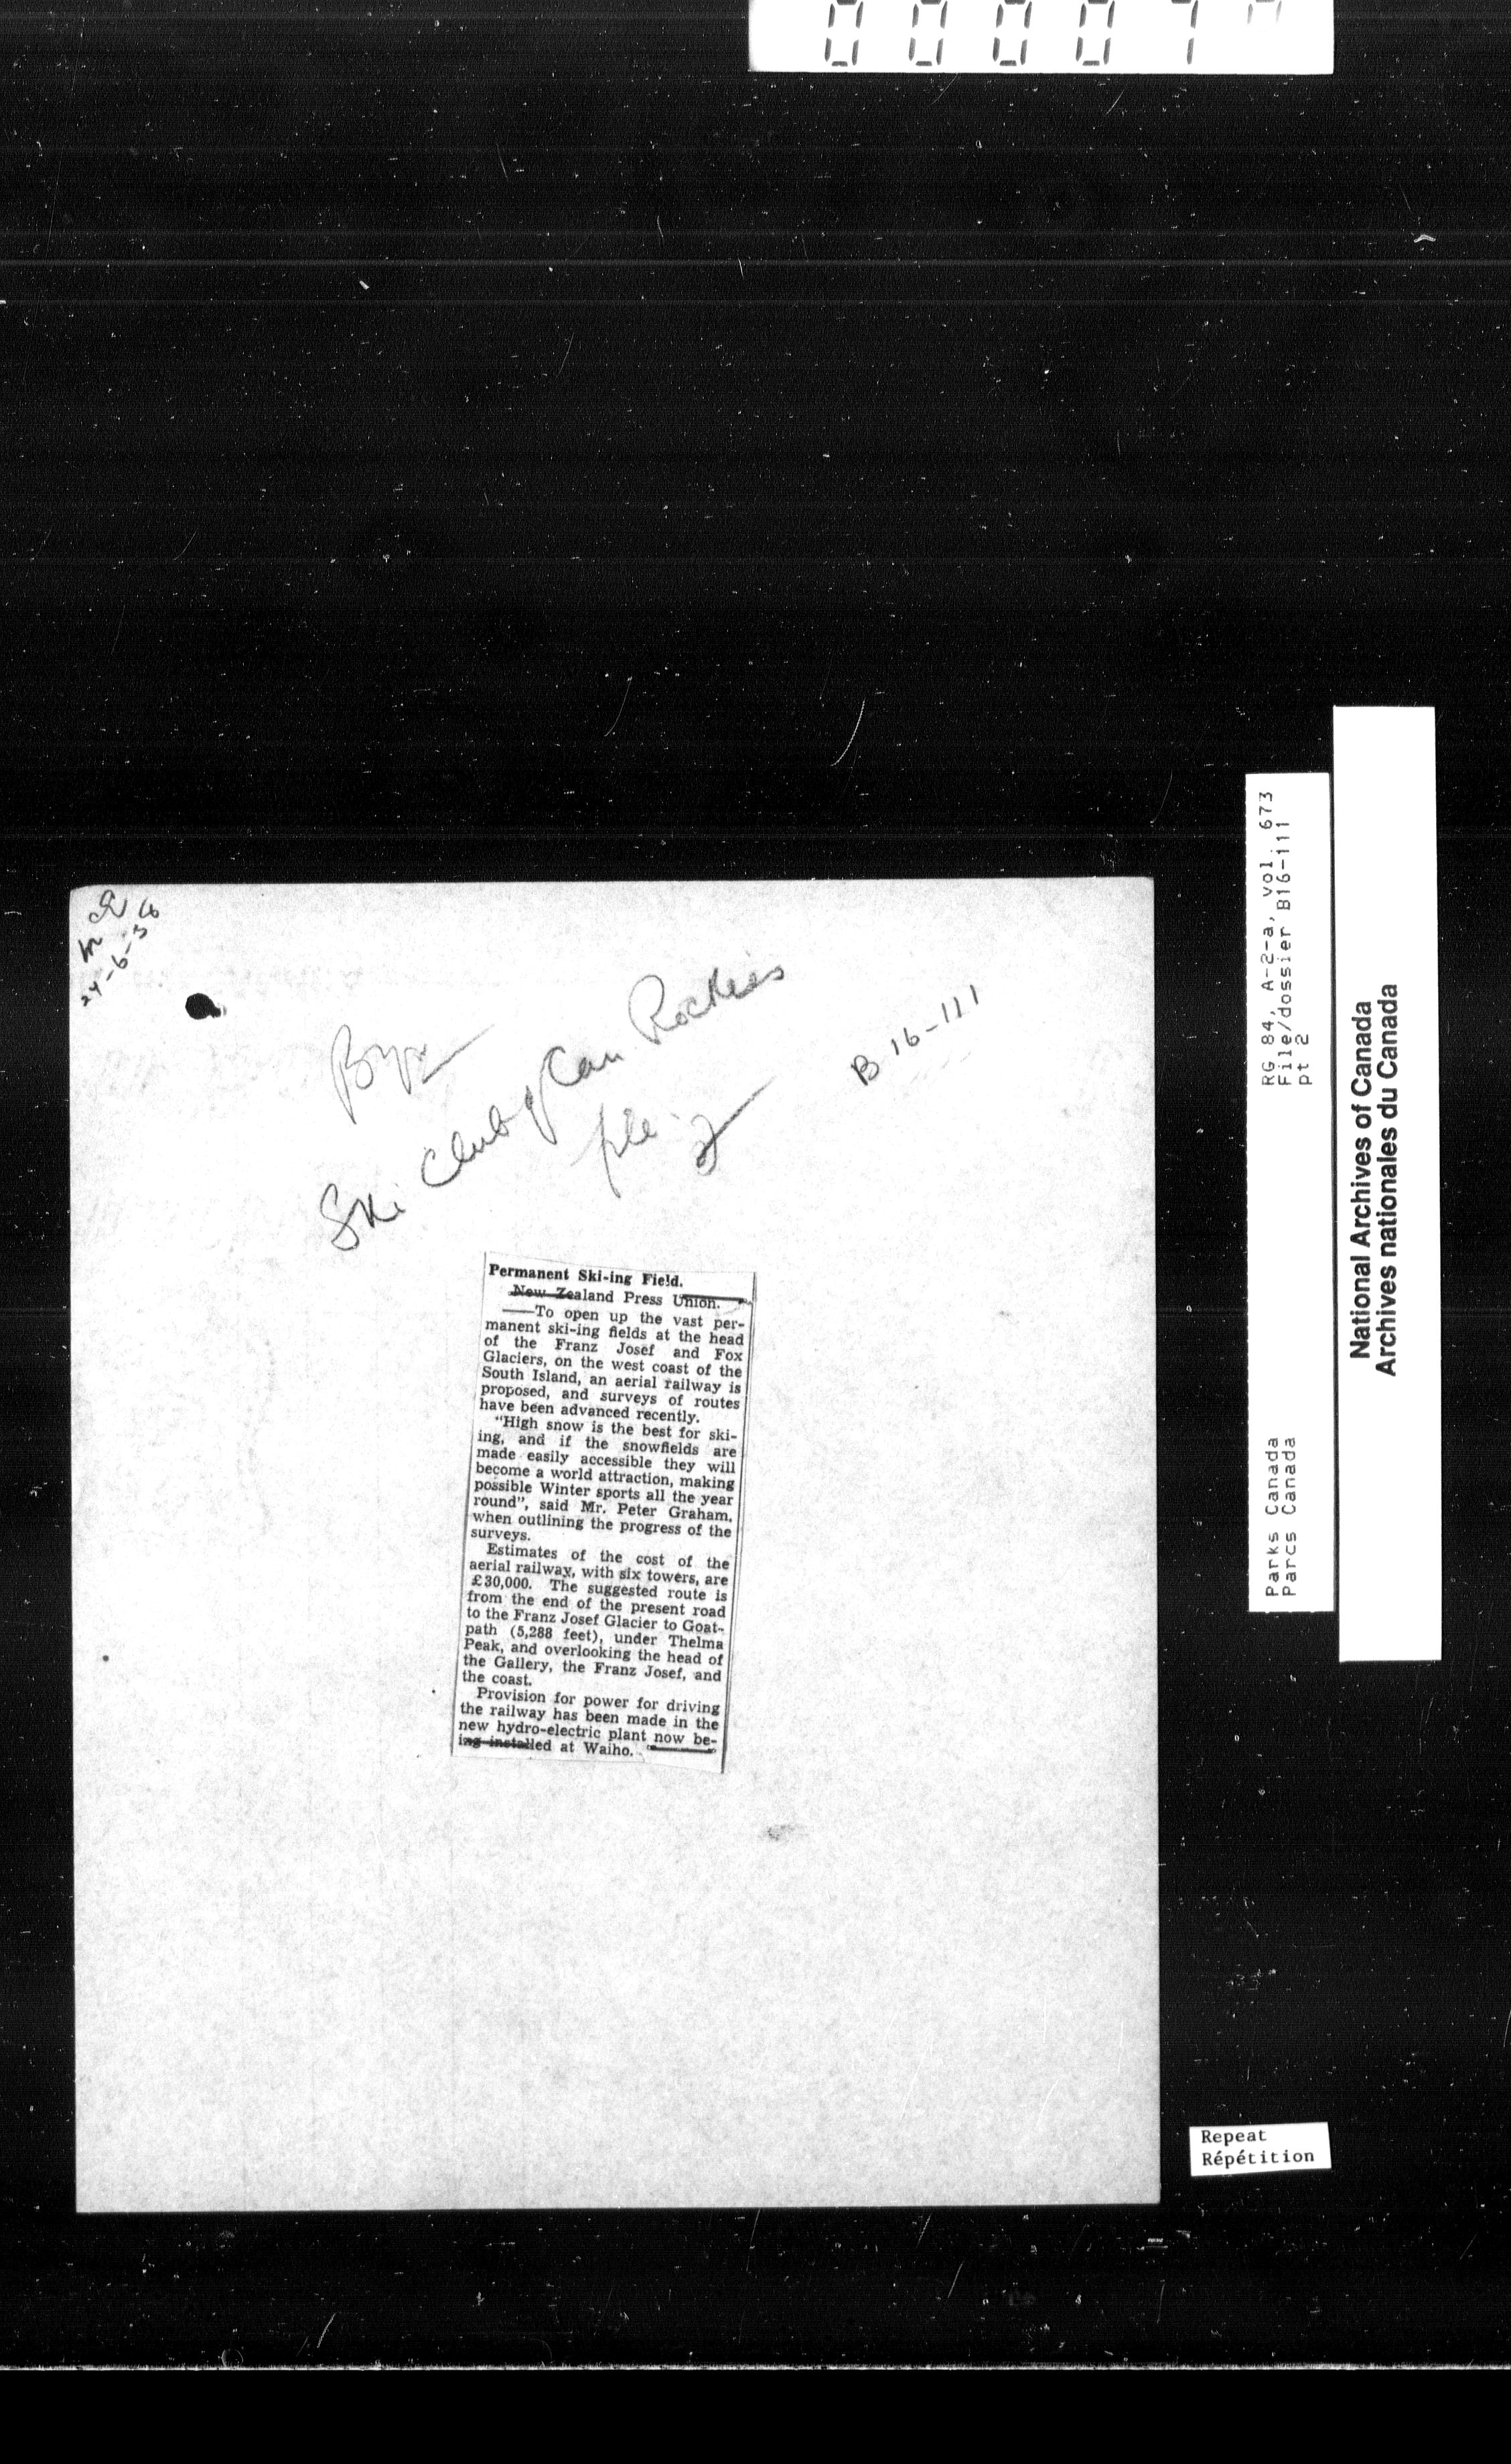 24-6-36
Ski Club of Can. Rockies
file
B 16-111
Permanent Ski-ing Field.
New Zealand Press Union.
——To open up the vast per-
manent ski-ing fields at the head
of the Franz Josef and Fox
Glaciers, on the west coast of the
South Island, an aerial railway is
proposed, and surveys of routes
have been advanced recently.
"High snow is the best for ski-
ing, and if the snowfields are
made easily accessible they will
become a world attraction, making
possible Winter sports all the year
round", said Mr. Peter Graham,
when outlining the progress of the
surveys.
Estimates of the cost of the
aerial railway, with six towers, are
£30,000. The suggested route is
from the end of the present road
to the Franz Josef Glacier to Goat-
path (5,288 feet), under Thelma
Peak, and overlooking the head of
the Gallery, the Franz Josef, and
the coast.
Provision for power for driving
the railway has been made in the
new hydro-electric plant now be-
ing installed at Waiho.
Parks Canada
Parcs Canada
RG 84, A-2-a, vol. 673
File/dossier B16-111
pt 2
National Archives of Canada
Archives nationales du Canada
Repeat
Répétition